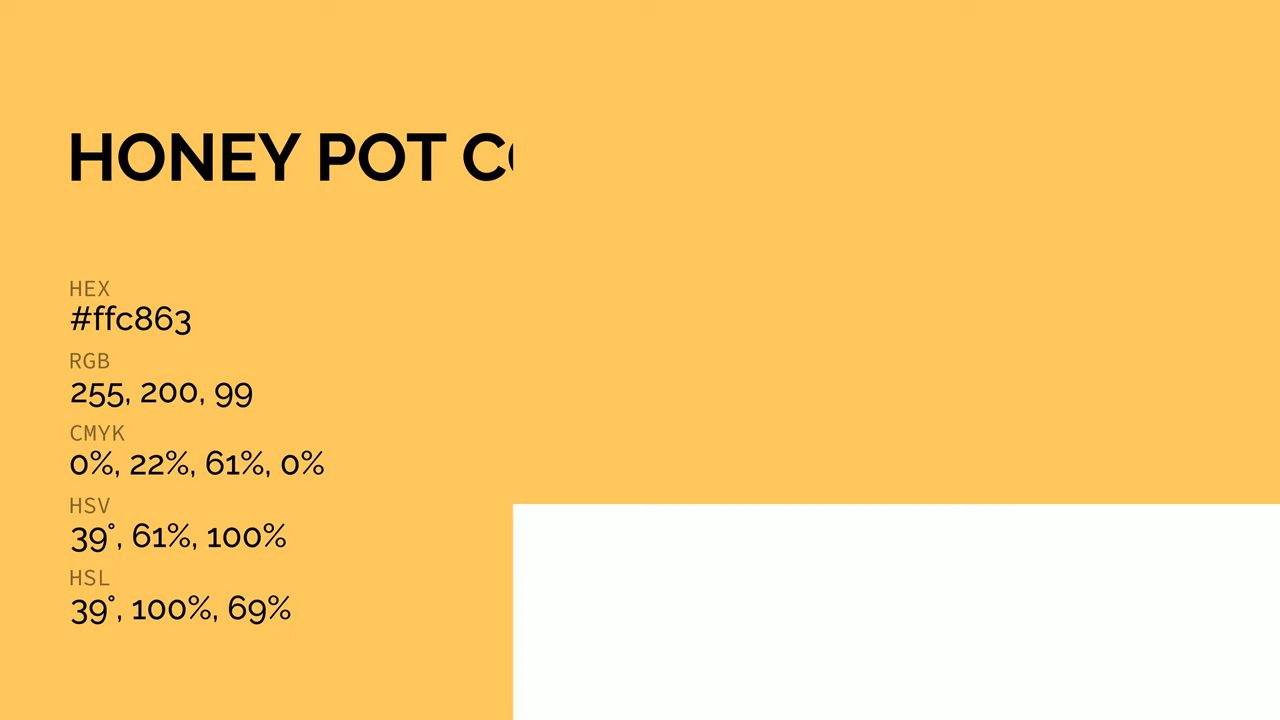 HONEY POT C
HEX
#ffc863
RGB
255, 200, 99
CMYK
0%, 22%, 61%, 0%
HSV
39°, 61%, 100%
HSL
39°, 100%, 69%